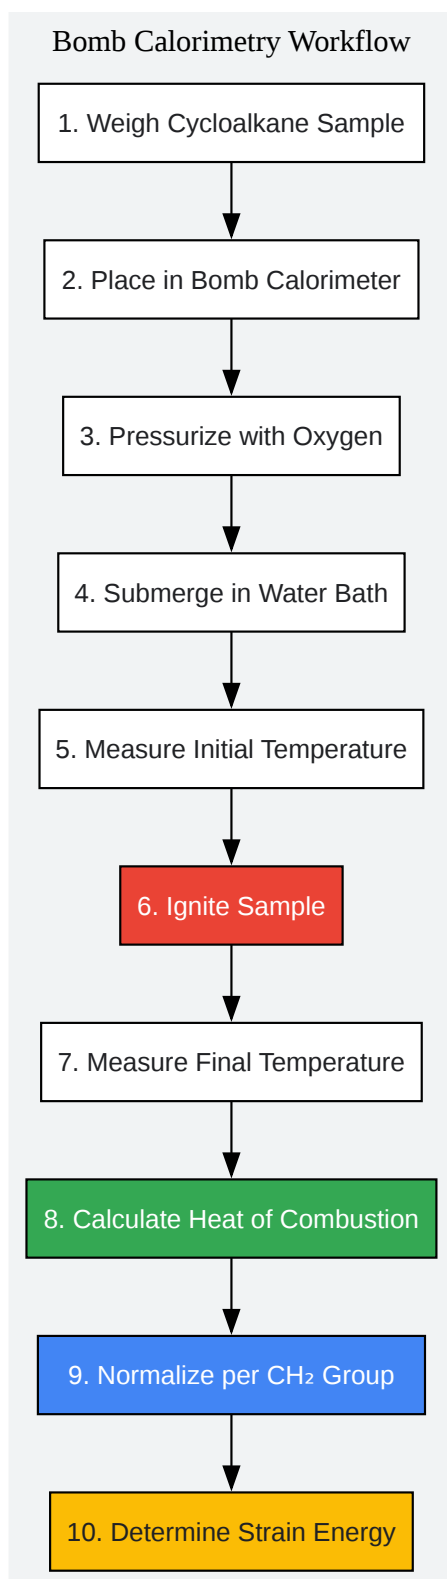 Bomb Calorimetry Workflow
1. Weigh Cycloalkane Sample
2. Place in Bomb Calorimeter
3. Pressurize with Oxygen
4. Submerge in Water Bath
5. Measure Initial Temperature
6. Ignite Sample
7. Measure Final Temperature
8. Calculate Heat of Combustion
9. Normalize per CH₂ Group
10. Determine Strain Energy